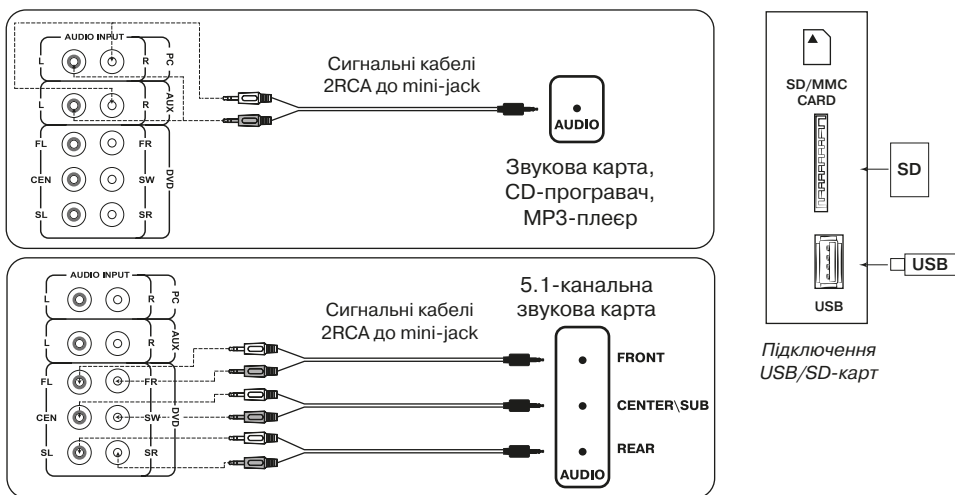 AUDIO INPUT
L R PC
L R AUX
FL FR
CEN SW DVD
SL SR
Сигнальні кабелі
2RCA до mini-jack
AUDIO
Звукова карта,
CD-програвач,
MP3-плеєр
AUDIO INPUT
L R PC
L R AUX
FL FR
CEN SW DVD
SL SR
Сигнальні кабелі
2RCA до mini-jack
5.1-канальна
звукова карта
FRONT
CENTER\SUB
REAR
AUDIO
SD/MMC
CARD
SD
USB
USB
Підключення
USB/SD-карт